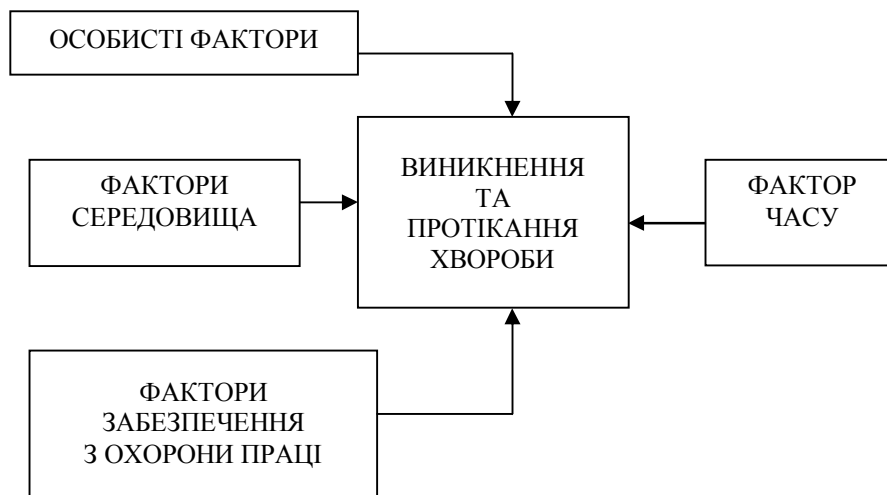 ОСОБИСТІ ФАКТОРИ
ФАКТОРИ
СЕРЕДОВИЩА
ВИНИКНЕННЯ
ТА
ПРОТІКАННЯ
ХВОРОБИ
ФАКТОР
ЧАСУ
ФАКТОРИ
ЗАБЕЗПЕЧЕННЯ
З ОХОРОНИ ПРАЦІ